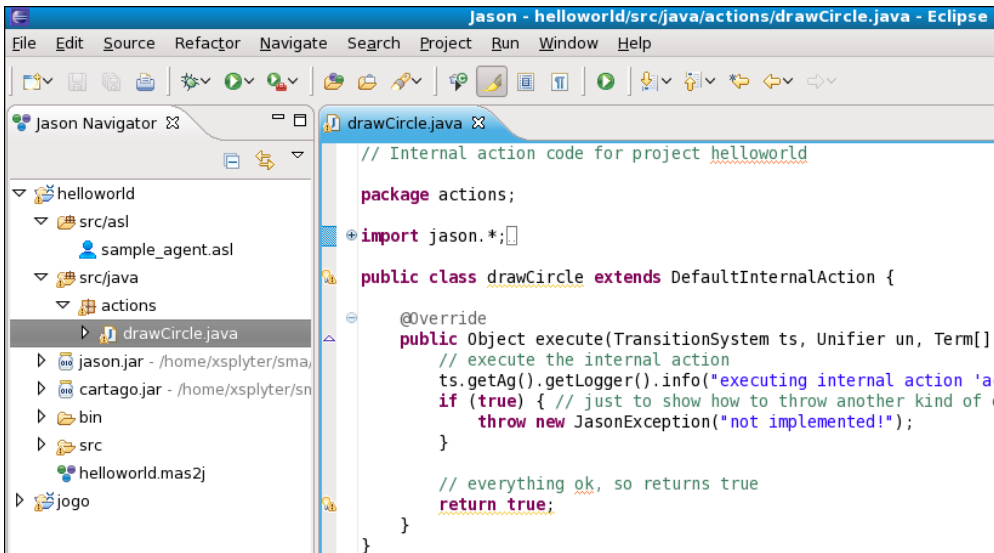 Jason - helloworld/src/java/actions/drawCircle.java - Eclipse
File Edit Source Refactor Navigate Search Project Run Window Help
Jason Navigator
helloworld
src/asl
sample_agent.asl
src/java
actions
drawCircle.java
jason.jar - /home/xsplyter/sma/
cartago.jar - /home/xsplyter/sm
bin
src
helloworld.mas2j
jogo
drawCircle.java
// Internal action code for project helloworld
package actions;
import jason.*;
public class drawCircle extends DefaultInternalAction {
@Override
public Object execute(TransitionSystem ts, Unifier un, Term[]
// execute the internal action
ts.getAg().getLogger().info("executing internal action 'a
if (true) { // just to show how to throw another kind of
throw new JasonException("not implemented!");
}
// everything ok, so returns true
return true;
}
}